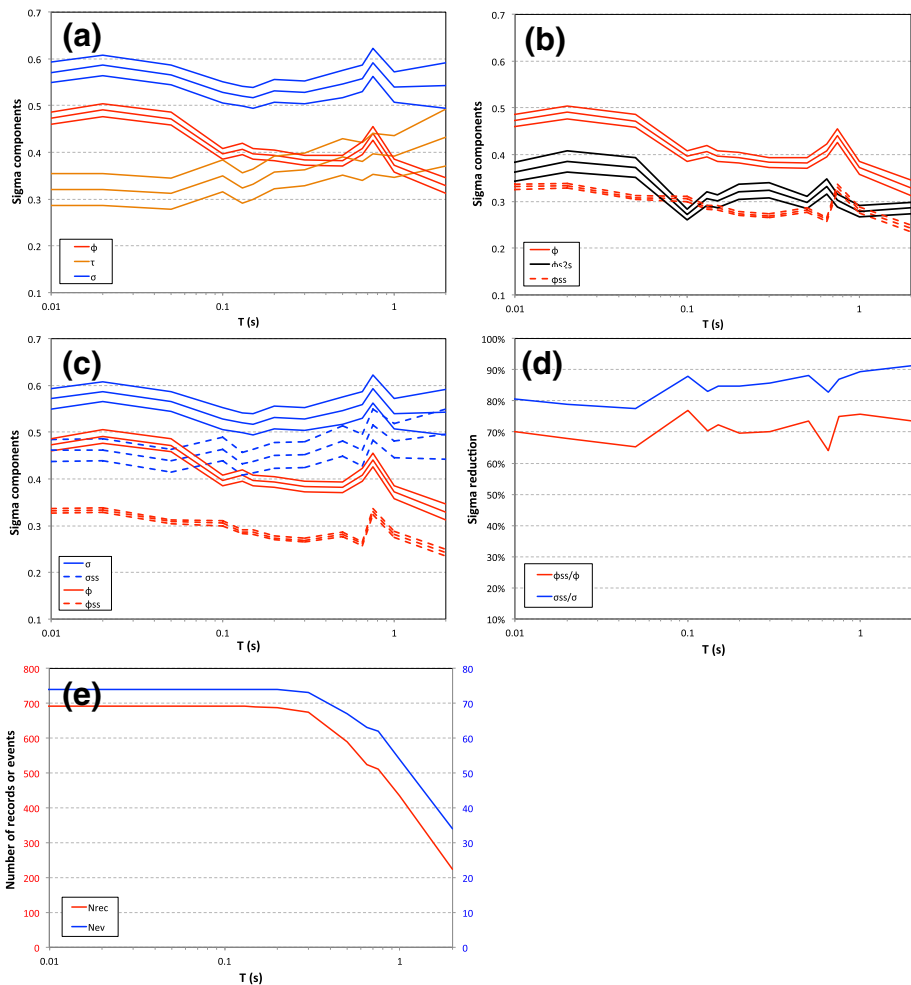 (a)
0.7
0.6
0.5
0.4
0.3
0.2
0.1
Sigma components
ϕ
τ
σ
0.01
0.1
1
T (s)
(b)
0.7
0.6
0.5
0.4
0.3
0.2
0.1
Sigma components
ϕ
ϕs2s
ϕss
0.01
0.1
1
T (s)
(c)
0.7
0.6
0.5
0.4
0.3
0.2
0.1
Sigma components
σ
σss
ϕ
ϕss
0.01
0.1
1
T (s)
(d)
100%
90%
80%
70%
60%
50%
40%
30%
20%
10%
Sigma reduction
ϕss/ϕ
σss/σ
0.01
0.1
1
T (s)
(e)
800
700
600
500
400
300
200
100
0
Number of records or events
80
70
60
50
40
30
20
10
0
Nrec
Nev
0.01
0.1
1
T (s)